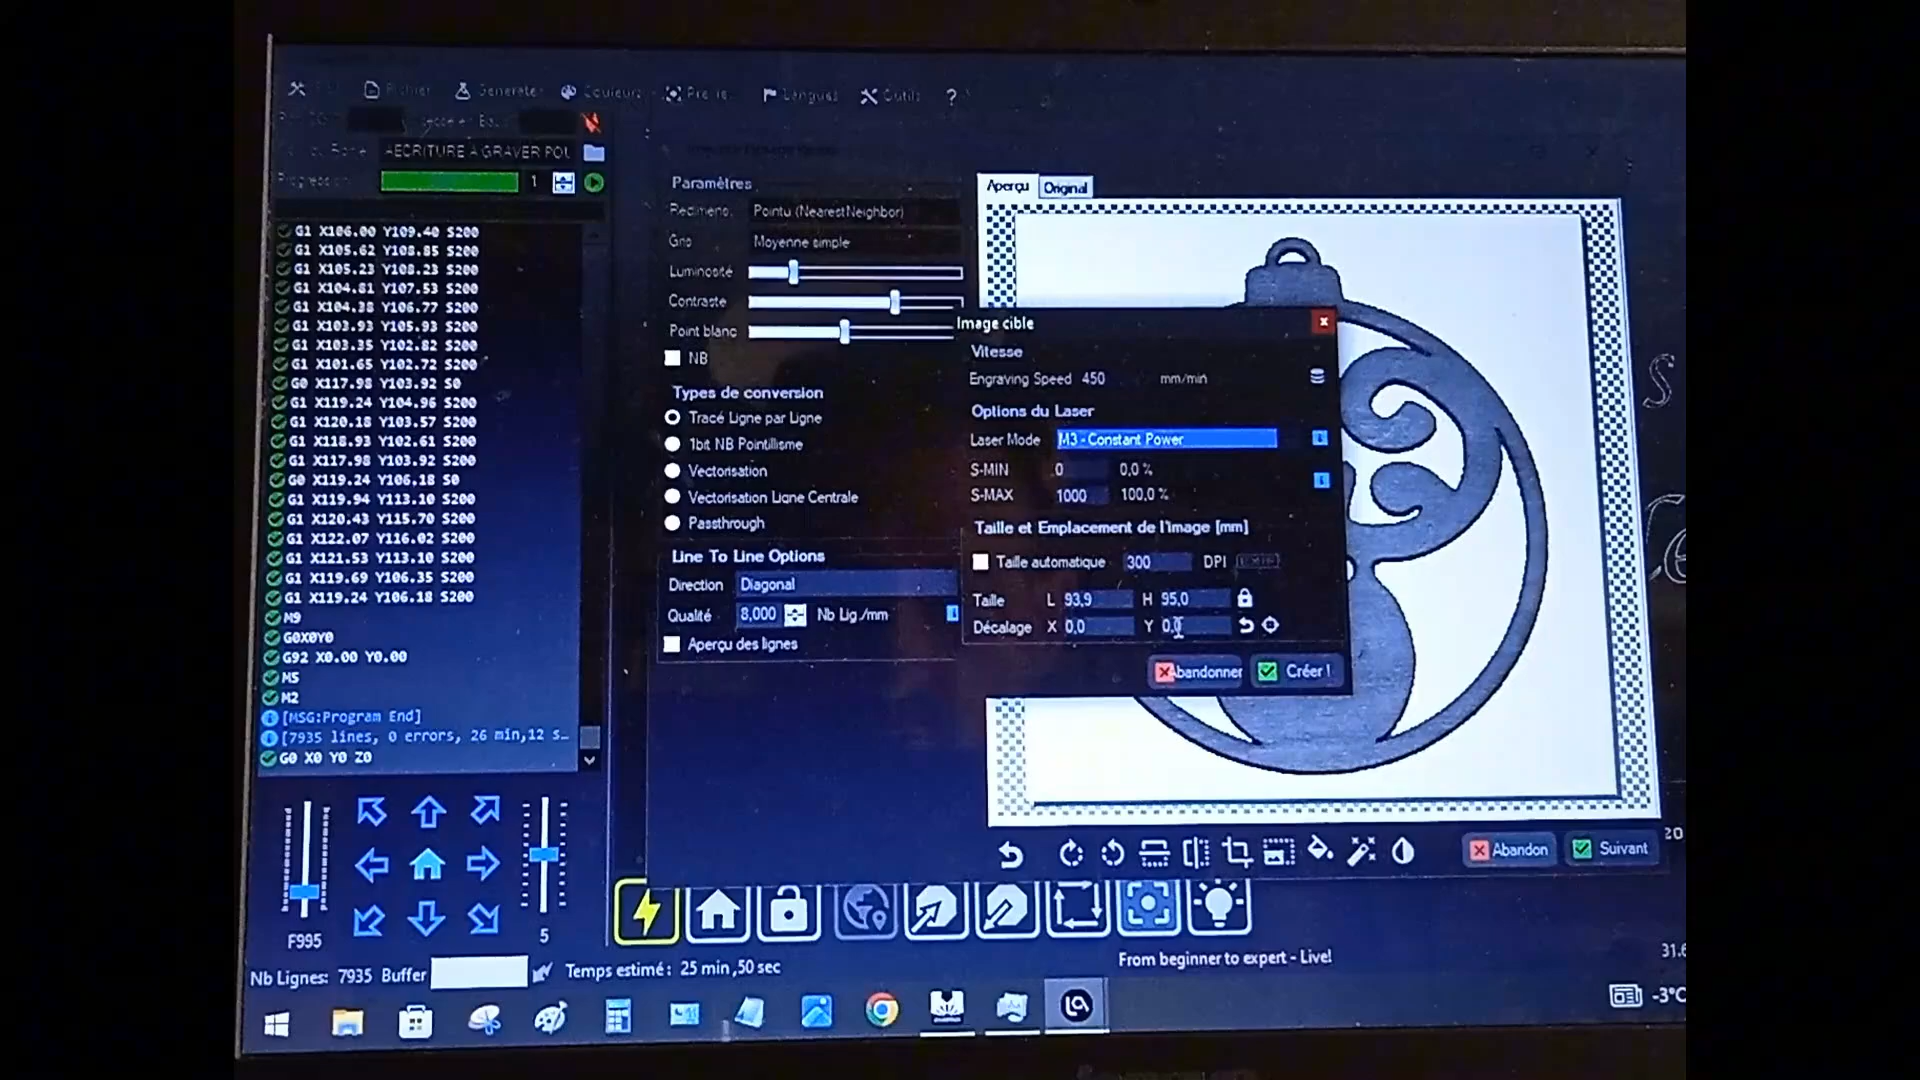 Fichier Generater Couleurs Langues Outils ?
AECRITURE A GRAVER POU
1
G1 X106.00 Y109.40 S200
G1 X105.62 Y108.85 S200
G1 X105.23 Y108.23 S200
G1 X104.81 Y107.53 S200
G1 X104.38 Y106.77 S200
G1 X103.93 Y105.93 S200
G1 X103.35 Y102.82 S200
G1 X101.65 Y102.72 S200
G0 X117.98 Y103.92 S0
G1 X119.24 Y104.96 S200
G1 X120.18 Y103.57 S200
G1 X118.93 Y102.61 S200
G1 X117.98 Y103.92 S200
G0 X119.24 Y106.18 S0
G1 X119.94 Y113.10 S200
G1 X120.43 Y115.70 S200
G1 X122.07 Y116.02 S200
G1 X121.53 Y113.10 S200
G1 X119.69 Y106.35 S200
G1 X119.24 Y106.18 S200
M9
G0X0Y0
G92 X0.00 Y0.00
M5
M2
[MSG:Program End]
[7935 lines, 0 errors, 26 min,12 s...
G0 X0 Y0 Z0
F995
5
Nb Lignes: 7935 Buffer
Temps estimé : 25 min ,50 sec
Paramètres
Redimens. Pointu (NearestNeighbor)
Gris Moyenne simple
Luminosité
Contraste
Point blanc
NB
Types de conversion
Tracé Ligne par Ligne
1bit NB Pointillisme
Vectorisation
Vectorisation Ligne Centrale
Passthrough
Line To Line Options
Direction Diagonal
Qualité 8,000 Nb Lig./mm
Aperçu des lignes
Aperçu Original
Image cible
Vitesse
Engraving Speed 450 mm/min
Options du Laser
Laser Mode M3 - Constant Power
S-MIN 0 0,0 %
S-MAX 1000 100,0 %
Taille et Emplacement de l'image [mm]
Taille automatique 300 DPI
Taille L 93,9 H 95,0
Décalage X 0,0 Y 0,0
Abandonner Créer !
Abandon Suivant
From beginner to expert - Live!
-3°C